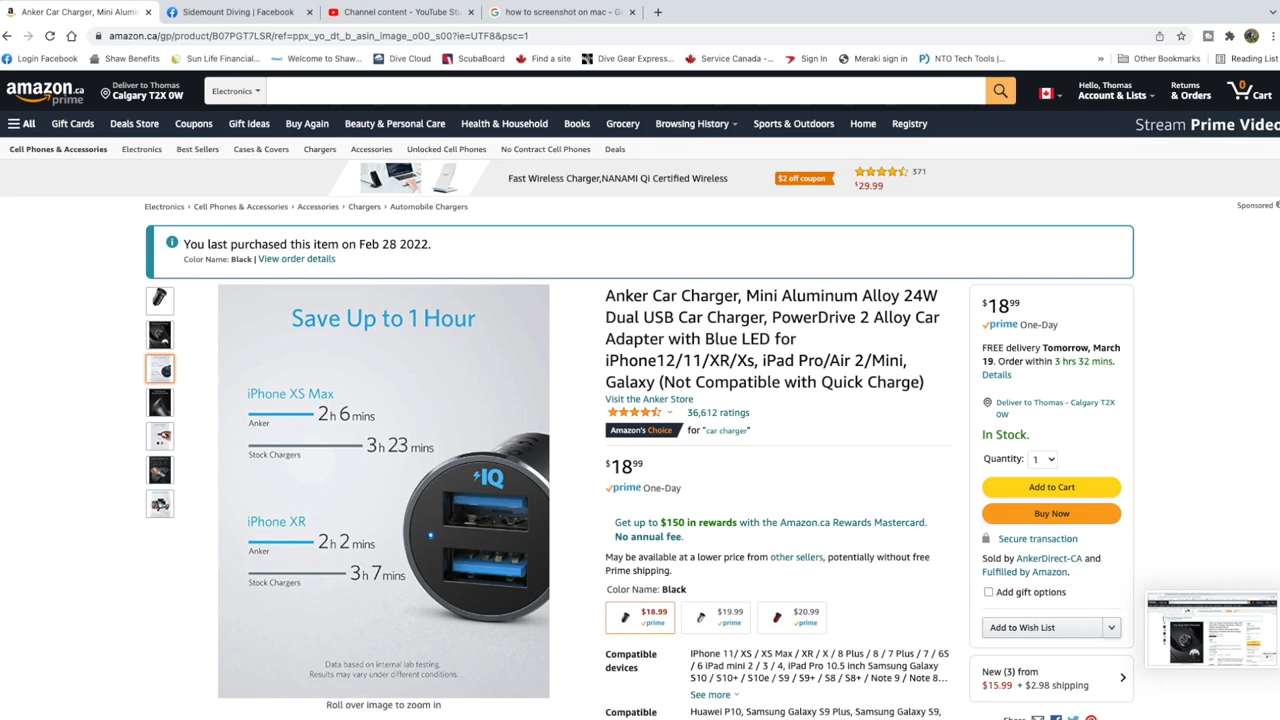 Anker Car Charger, Mini Alumin
Sidemount Diving | Facebook
Channel content - YouTube Stu
how to screenshot on mac - Go
amazon.ca/gp/product/B07PGT7LSR/ref=ppx_yo_dt_b_asin_image_o00_s00?ie=UTF8&psc=1
Login Facebook
Shaw Benefits
Sun Life Financial...
Welcome to Shaw...
Dive Cloud
ScubaBoard
Find a site
Dive Gear Express...
Service Canada -...
Sign In
Meraki sign in
NTO Tech Tools |...
»
Other Bookmarks
Reading List
amazon.ca
prime
Deliver to Thomas
Calgary T2X 0W
Electronics
0
Hello, Thomas
Account & Lists
Returns
& Orders
Cart
All Gift Cards Deals Store Coupons Gift Ideas Buy Again Beauty & Personal Care Health & Household Books Grocery Browsing History Sports & Outdoors Home Registry
Stream Prime Video
Cell Phones & Accessories Electronics Best Sellers Cases & Covers Chargers Accessories Unlocked Cell Phones No Contract Cell Phones Deals
Fast Wireless Charger,NANAMI Qi Certified Wireless
$2 off coupon
371
$29.99
Electronics › Cell Phones & Accessories › Accessories › Chargers › Automobile Chargers
Sponsored
You last purchased this item on Feb 28 2022.
Color Name: Black | View order details
Save Up to 1 Hour
iPhone XS Max
2h 6mins
Anker
3h 23 mins
Stock Chargers
iPhone XR
2h 2mins
Anker
3h 7mins
Stock Chargers
IQ
Data based on internal lab testing.
Results may vary under different conditions.
Roll over image to zoom in
Anker Car Charger, Mini Aluminum Alloy 24W
Dual USB Car Charger, PowerDrive 2 Alloy Car
Adapter with Blue LED for
iPhone12/11/XR/Xs, iPad Pro/Air 2/Mini,
Galaxy (Not Compatible with Quick Charge)
Visit the Anker Store
36,612 ratings
Amazon's Choice for "car charger"
$18 99
prime One-Day
Get up to $150 in rewards with the Amazon.ca Rewards Mastercard.
No annual fee.
May be available at a lower price from other sellers, potentially without free
Prime shipping.
Color Name: Black
$18.99
prime
$19.99
prime
$20.99
prime
Compatible
devices
IPhone 11/ XS / XS Max / XR / X / 8 Plus / 8 / 7 Plus / 7 / 6S
/ 6 iPad mini 2 / 3 / 4, iPad Pro 10.5 inch Samsung Galaxy
S10 / S10+ / S10e / S9 / S9+ / S8 / S8+ / Note 9 / Note 8...
See more
Compatible
Huawei P10, Samsung Galaxy S9 Plus, Samsung Galaxy S9,
$18 99
prime One-Day
FREE delivery Tomorrow, March
19. Order within 3 hrs 32 mins.
Details
Deliver to Thomas - Calgary T2X
0W
In Stock.
Quantity: 1
Add to Cart
Buy Now
Secure transaction
Sold by AnkerDirect-CA and
Fulfilled by Amazon.
Add gift options
Add to Wish List
New (3) from
$15.99 + $2.98 shipping